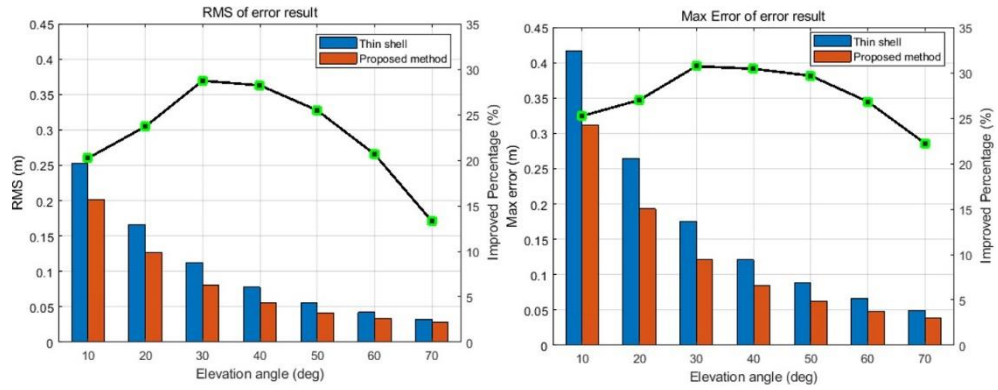 RMS of error result
0.45
0.4
0.35
0.3
0.25
0.2
0.15
0.1
0.05
0
RMS (m)
Thin shell
Proposed method
35
30
25
20
15
10
5
0
Improved Percentage (%)
10 20 30 40 50 60 70
Elevation angle (deg)
Max Error of error result
0.45
0.4
0.35
0.3
0.25
0.2
0.15
0.1
0.05
0
Max error (m)
Thin shell
Proposed method
35
30
25
20
15
10
5
0
Improved Percentage (%)
10 20 30 40 50 60 70
Elevation angle (deg)